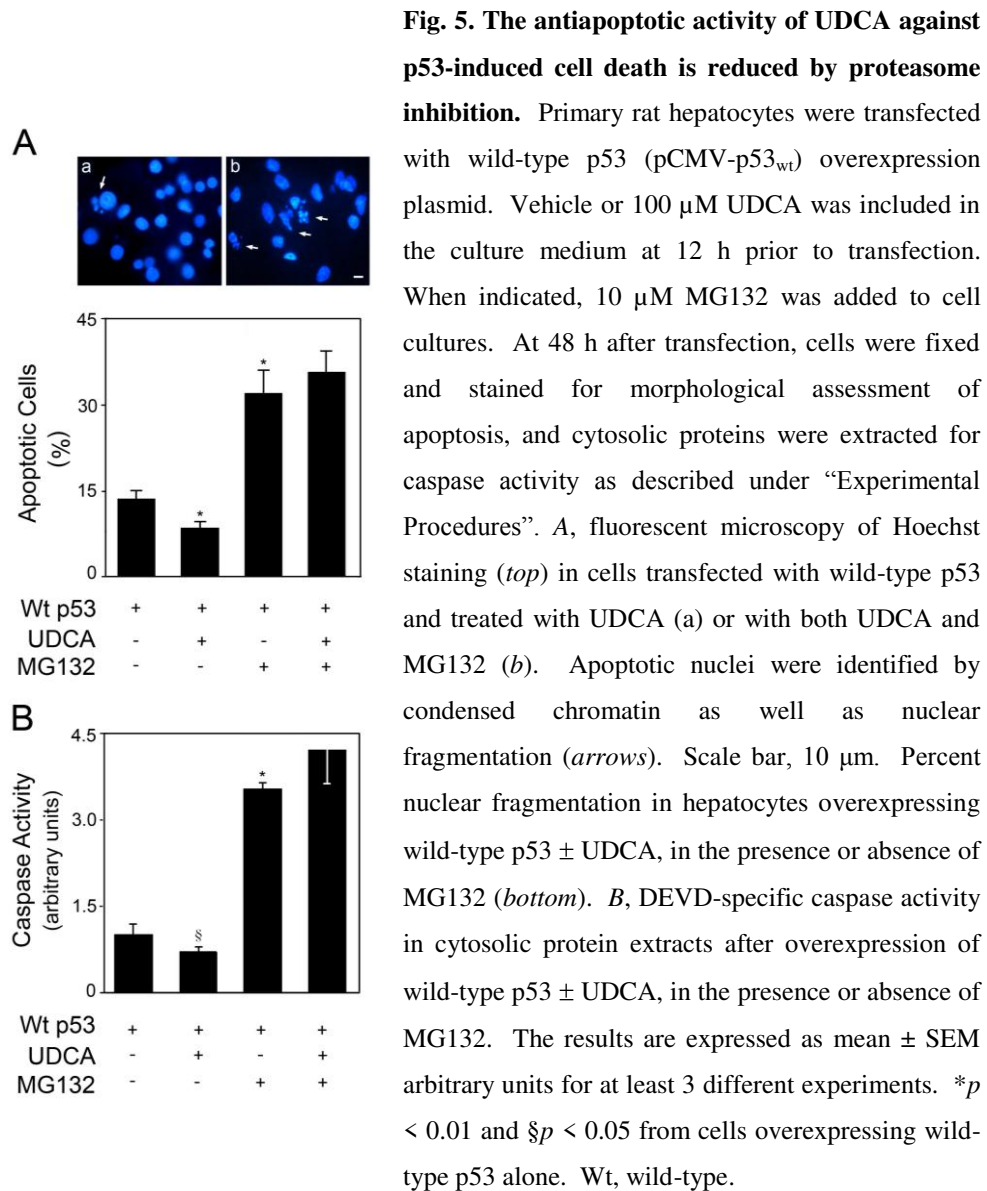 Fig. 5. The antiapoptotic activity of UDCA against
p53-induced cell death is reduced by proteasome
inhibition. Primary rat hepatocytes were transfected
with wild-type p53 (pCMV-p53wt) overexpression
plasmid. Vehicle or 100 µM UDCA was included in
the culture medium at 12 h prior to transfection.
When indicated, 10 µM MG132 was added to cell
cultures. At 48 h after transfection, cells were fixed
and stained for morphological assessment of
apoptosis, and cytosolic proteins were extracted for
caspase activity as described under “Experimental
Procedures”. A, fluorescent microscopy of Hoechst
staining (top) in cells transfected with wild-type p53
and treated with UDCA (a) or with both UDCA and
MG132 (b). Apoptotic nuclei were identified by
condensed chromatin as well as nuclear
fragmentation (arrows). Scale bar, 10 µm. Percent
nuclear fragmentation in hepatocytes overexpressing
wild-type p53 ± UDCA, in the presence or absence of
MG132 (bottom). B, DEVD-specific caspase activity
in cytosolic protein extracts after overexpression of
wild-type p53 ± UDCA, in the presence or absence of
MG132. The results are expressed as mean ± SEM
arbitrary units for at least 3 different experiments. *p
< 0.01 and §p < 0.05 from cells overexpressing wild-
type p53 alone. Wt, wild-type.
A
a b
Apoptotic Cells
(%)
45
30
15
0
* *
Wt p53 + + + +
UDCA - + - +
MG132 - - + +
B
Caspase Activity
(arbitrary units)
4.5
3.0
1.5
0
§ *
Wt p53 + + + +
UDCA - + - +
MG132 - - + +